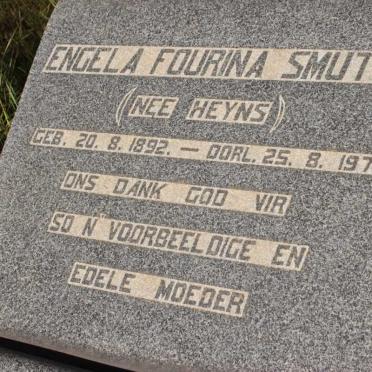 ENGELA FOURINA SMUT
(NEE HEYNS)
GEB. 20. 8. 1892. — OORL. 25. 8. 197
ONS DANK GOD VIR
SO N' VOORBEELDIGE EN
EDELE MOEDER